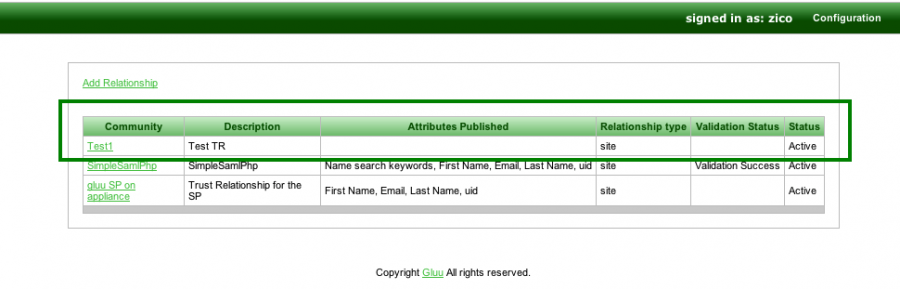 signed in as: zico Configuration
Add Relationship
Community Description Attributes Published Relationship type Validation Status Status
Test1 Test TR site Active
SimpleSamlPhp SimpleSamlPhp Name search keywords, First Name, Email, Last Name, uid site Validation Success Active
gluu SP on appliance Trust Relationship for the SP First Name, Email, Last Name, uid site Active
Copyright Gluu All rights reserved.